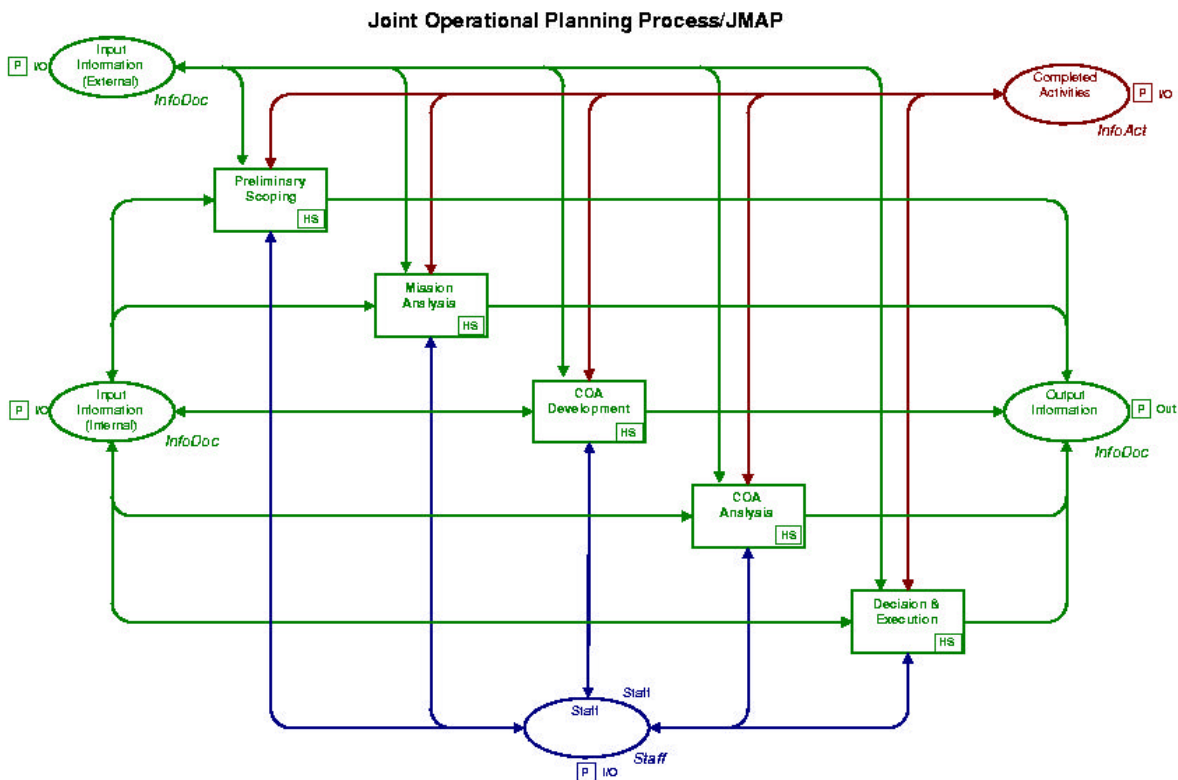 Joint Operational Planning Process/JMAP
Input
Information
(External)
P I/O
InfoDoc
Completed
Activities
P I/O
InfoAct
Preliminary
Scoping
HS
Mission
Analysis
HS
Input
Information
(Internal)
P I/O
InfoDoc
COA
Development
HS
Output
Information
P Out
InfoDoc
COA
Analysis
HS
Decision &
Execution
HS
Staff
Staff
Staff
P I/O